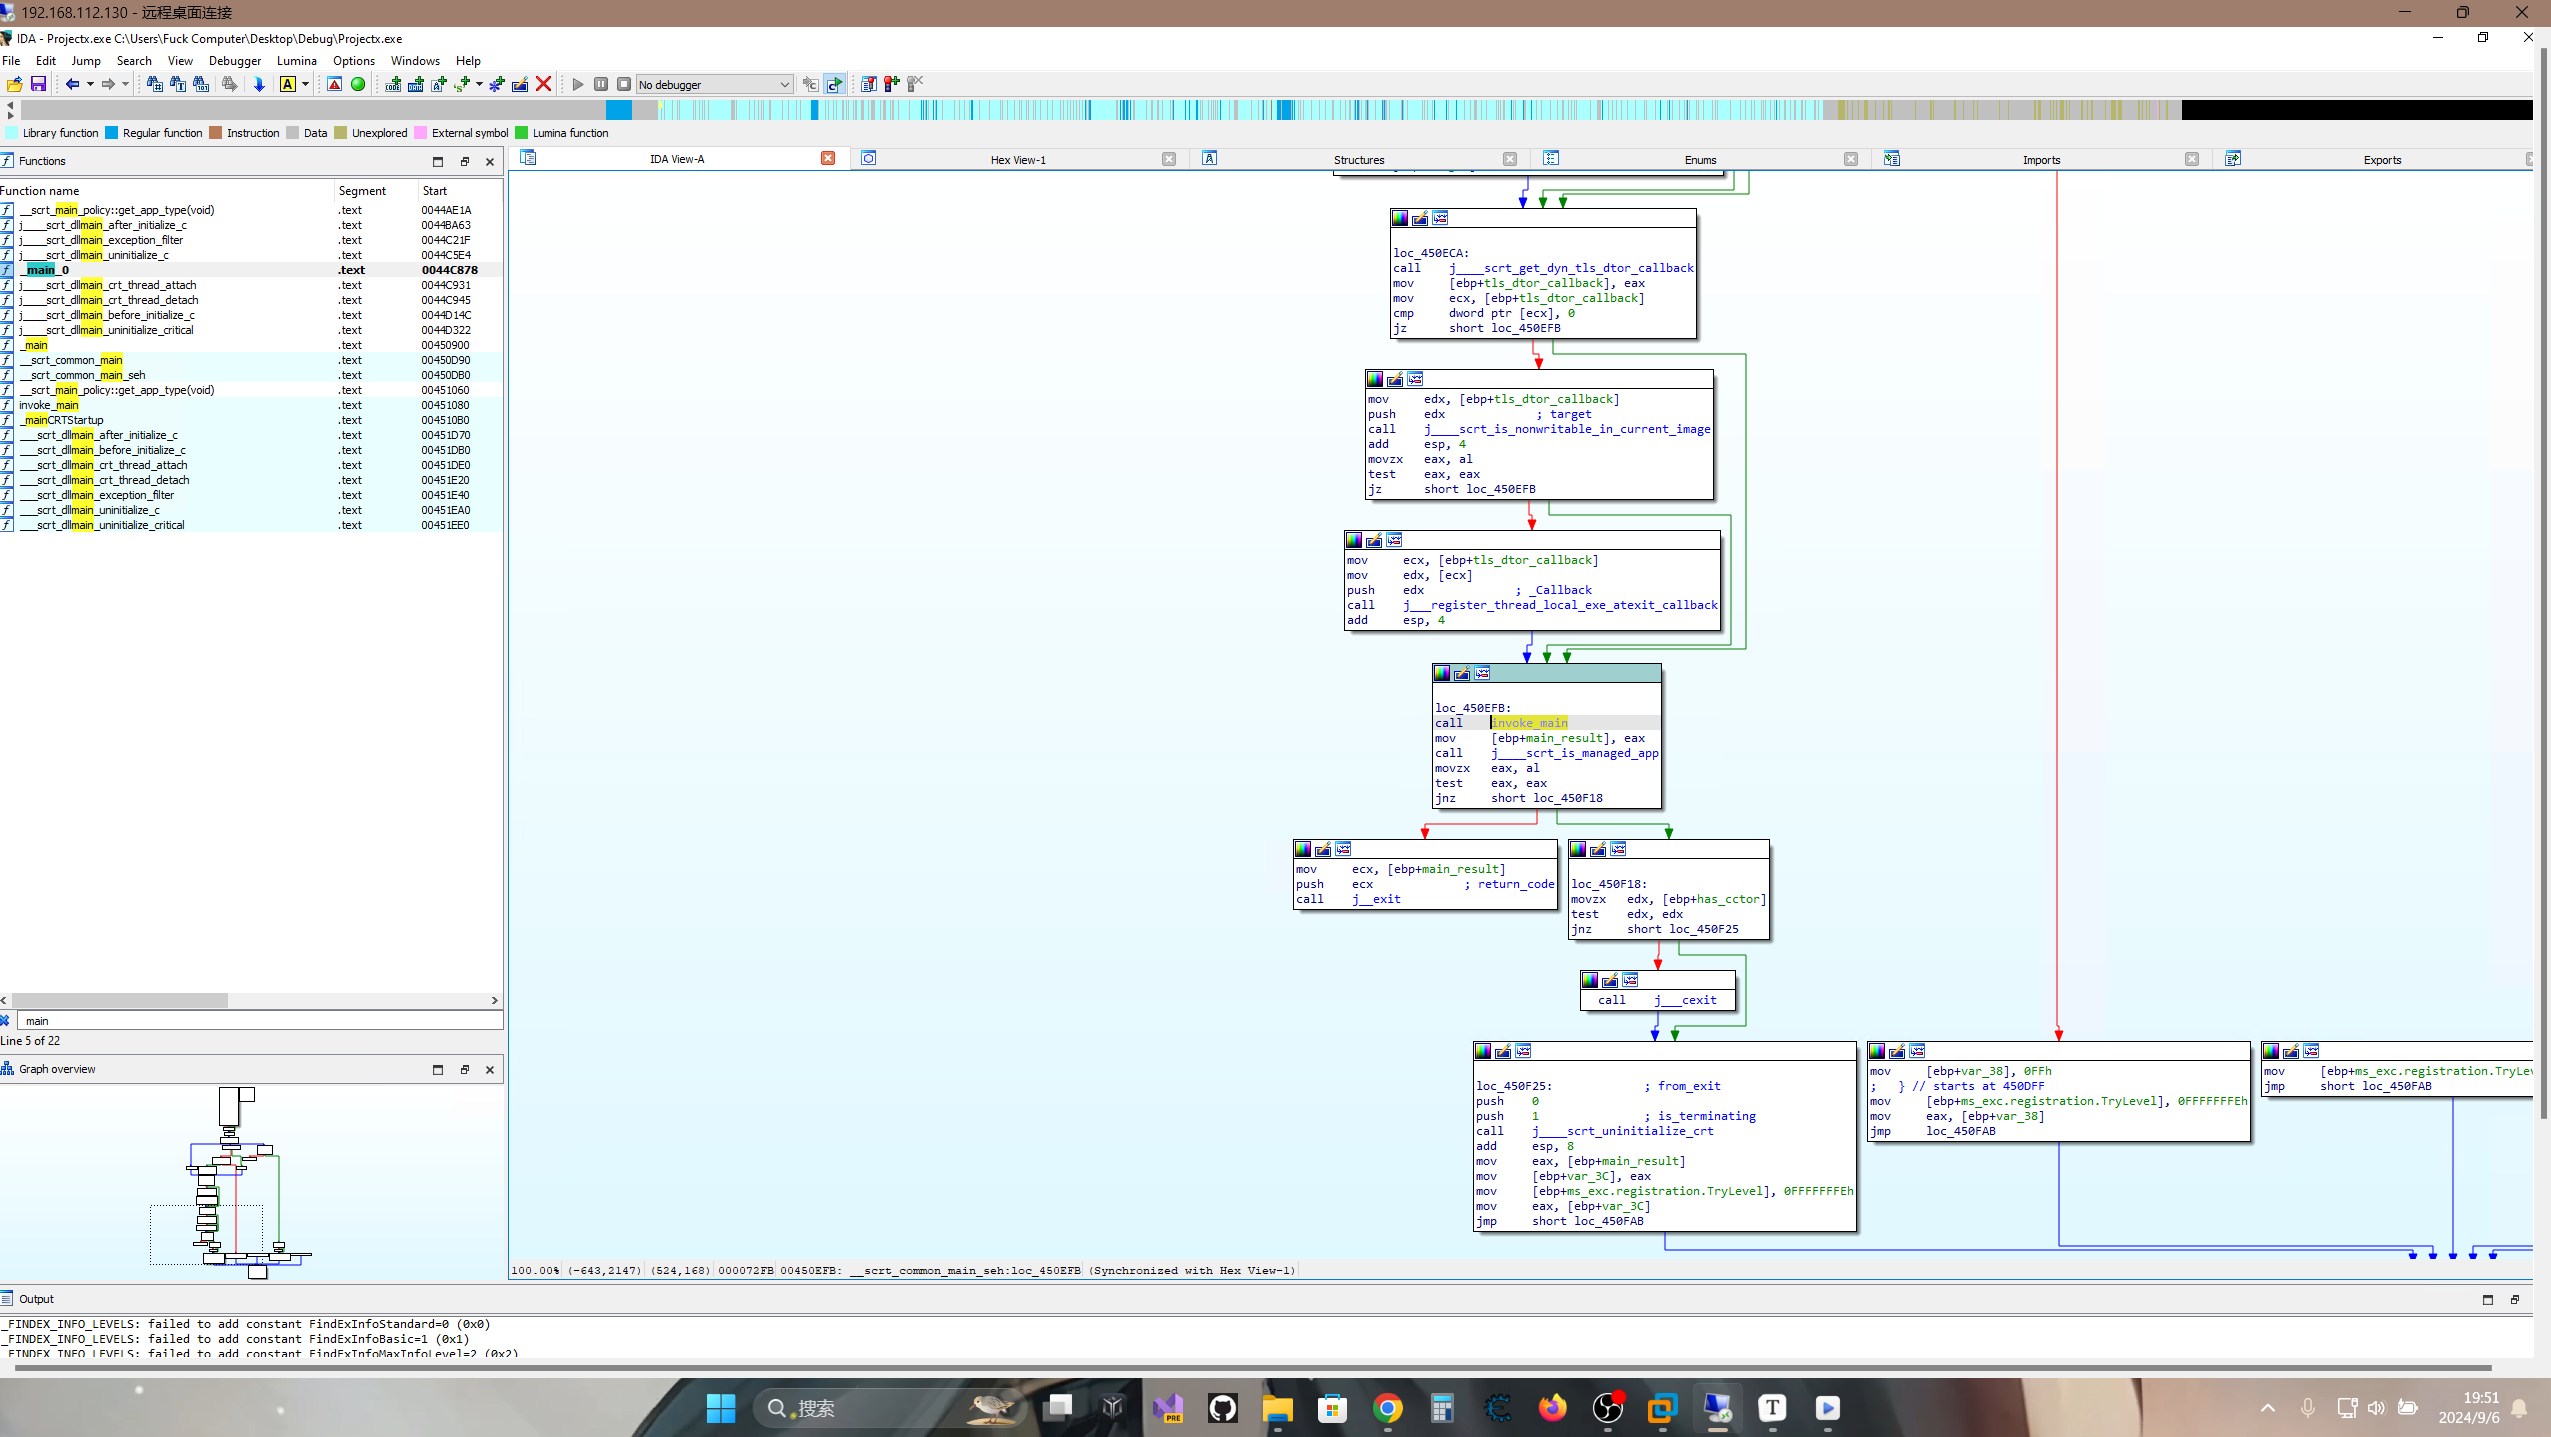 192.168.112.130 - 远程桌面连接
IDA - Projectx.exe C:\Users\Fuck Computer\Desktop\Debug\Projectx.exe
File Edit Jump Search View Debugger Lumina Options Windows Help
No debugger
Library function Regular function Instruction Data Unexplored External symbol Lumina function
Functions
Function name Segment Start
__scrt_main_policy::get_app_type(void) .text 0044AE1A
j____scrt_dllmain_after_initialize_c .text 0044BA63
j____scrt_dllmain_exception_filter .text 0044C21F
j____scrt_dllmain_uninitialize_c .text 0044C5E4
_main_0 .text 0044C878
j____scrt_dllmain_crt_thread_attach .text 0044C931
j____scrt_dllmain_crt_thread_detach .text 0044C945
j____scrt_dllmain_before_initialize_c .text 0044D14C
j____scrt_dllmain_uninitialize_critical .text 0044D322
_main .text 00450900
__scrt_common_main .text 00450D90
__scrt_common_main_seh .text 00450DB0
__scrt_main_policy::get_app_type(void) .text 00451060
invoke_main .text 00451080
_mainCRTStartup .text 004510B0
___scrt_dllmain_after_initialize_c .text 00451D70
___scrt_dllmain_before_initialize_c .text 00451DB0
___scrt_dllmain_crt_thread_attach .text 00451DE0
___scrt_dllmain_crt_thread_detach .text 00451E20
___scrt_dllmain_exception_filter .text 00451E40
___scrt_dllmain_uninitialize_c .text 00451EA0
___scrt_dllmain_uninitialize_critical .text 00451EE0
main
Line 5 of 22
Graph overview
IDA View-A Hex View-1 Structures Enums Imports Exports
loc_450ECA:
call j____scrt_get_dyn_tls_dtor_callback
mov [ebp+tls_dtor_callback], eax
mov ecx, [ebp+tls_dtor_callback]
cmp dword ptr [ecx], 0
jz short loc_450EFB
mov edx, [ebp+tls_dtor_callback]
push edx ; target
call j____scrt_is_nonwritable_in_current_image
add esp, 4
movzx eax, al
test eax, eax
jz short loc_450EFB
mov ecx, [ebp+tls_dtor_callback]
mov edx, [ecx]
push edx ; _Callback
call j___register_thread_local_exe_atexit_callback
add esp, 4
loc_450EFB:
call invoke_main
mov [ebp+main_result], eax
call j____scrt_is_managed_app
movzx eax, al
test eax, eax
jnz short loc_450F18
mov ecx, [ebp+main_result]
push ecx ; return_code
call j__exit
loc_450F18:
movzx edx, [ebp+has_cctor]
test edx, edx
jnz short loc_450F25
call j___cexit
loc_450F25: ; from_exit
push 0
push 1 ; is_terminating
call j____scrt_uninitialize_crt
add esp, 8
mov eax, [ebp+main_result]
mov [ebp+var_3C], eax
mov [ebp+ms_exc.registration.TryLevel], 0FFFFFFFEh
mov eax, [ebp+var_3C]
jmp short loc_450FAB
mov [ebp+var_38], 0FFh
; } // starts at 450DFF
mov [ebp+ms_exc.registration.TryLevel], 0FFFFFFFEh
mov eax, [ebp+var_38]
jmp loc_450FAB
mov [ebp+ms_exc.registration.TryLev
jmp short loc_450FAB
100.00% (-643,2147) (524,168) 000072FB 00450EFB: __scrt_common_main_seh:loc_450EFB (Synchronized with Hex View-1)
Output
_FINDEX_INFO_LEVELS: failed to add constant FindExInfoStandard=0 (0x0)
_FINDEX_INFO_LEVELS: failed to add constant FindExInfoBasic=1 (0x1)
_FINDEX_INFO_LEVELS: failed to add constant FindExInfoMaxInfoLevel=2 (0x2)
搜索
PRE
T
19:51
2024/9/6